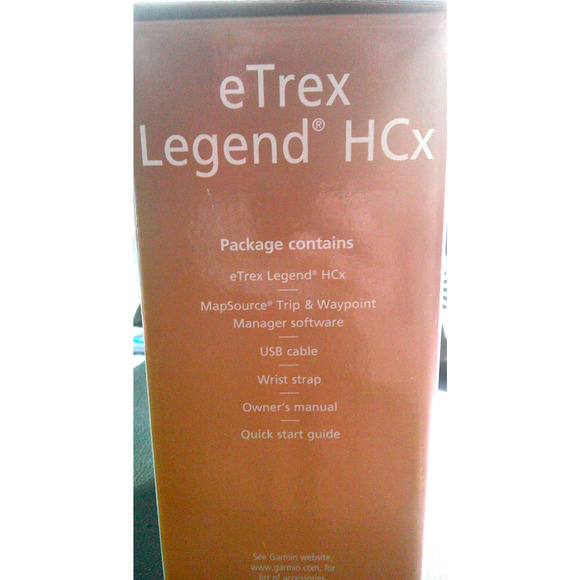 eTrex
Legend® HCx
Package contains
eTrex Legend® HCx
MapSource® Trip & Waypoint
Manager software
USB cable
Wrist strap
Owner's manual
Quick start guide
See Garmin website,
www.garmin.com, for
list of accessories